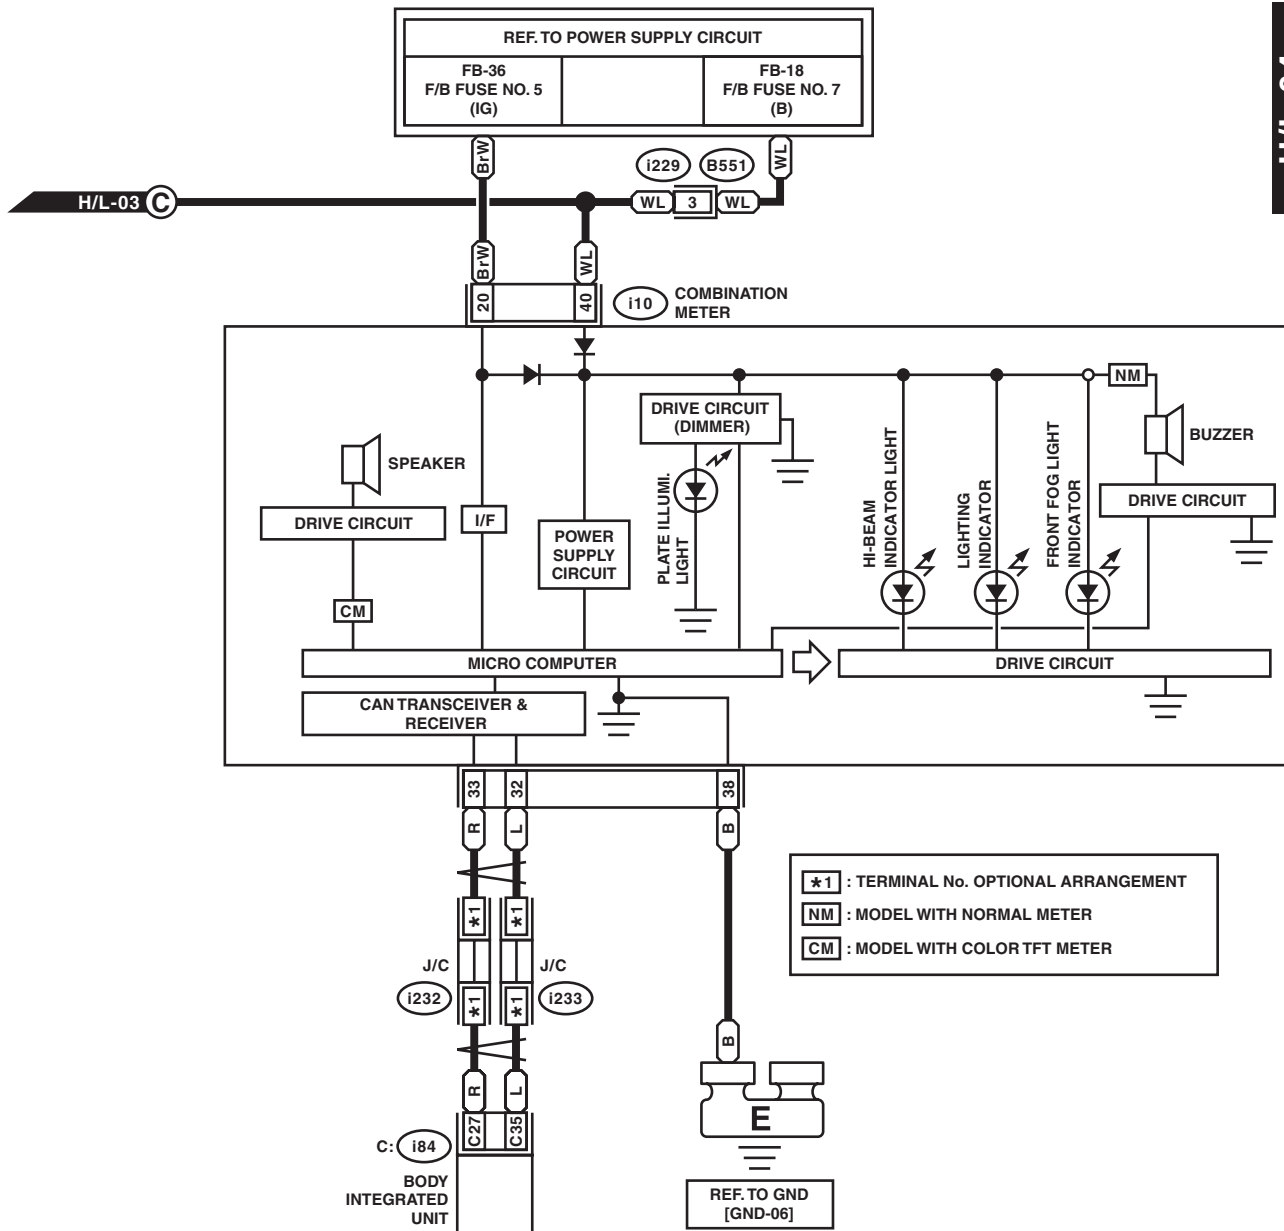 REF. TO POWER SUPPLY CIRCUIT
FB-36
F/B FUSE NO. 5
(IG)
FB-18
F/B FUSE NO. 7
(B)
BrW
WL
i229
B551
H/L-03
C
WL
3
WL
BrW
WL
20
40
i10
COMBINATION
METER
NM
DRIVE CIRCUIT
(DIMMER)
BUZZER
SPEAKER
HI-BEAM
INDICATOR LIGHT
LIGHTING
INDICATOR
FRONT FOG LIGHT
INDICATOR
DRIVE CIRCUIT
DRIVE CIRCUIT
I/F
POWER
SUPPLY
CIRCUIT
PLATE ILLUMI.
LIGHT
CM
MICRO COMPUTER
DRIVE CIRCUIT
CAN TRANSCEIVER &
RECEIVER
33
32
38
R
L
B
*1 : TERMINAL No. OPTIONAL ARRANGEMENT
NM : MODEL WITH NORMAL METER
CM : MODEL WITH COLOR TFT METER
*1
*1
J/C
J/C
i232
*1
*1
i233
B
R
L
E
C27
C35
C: i84
BODY
INTEGRATED
UNIT
REF. TO GND
[GND-06]